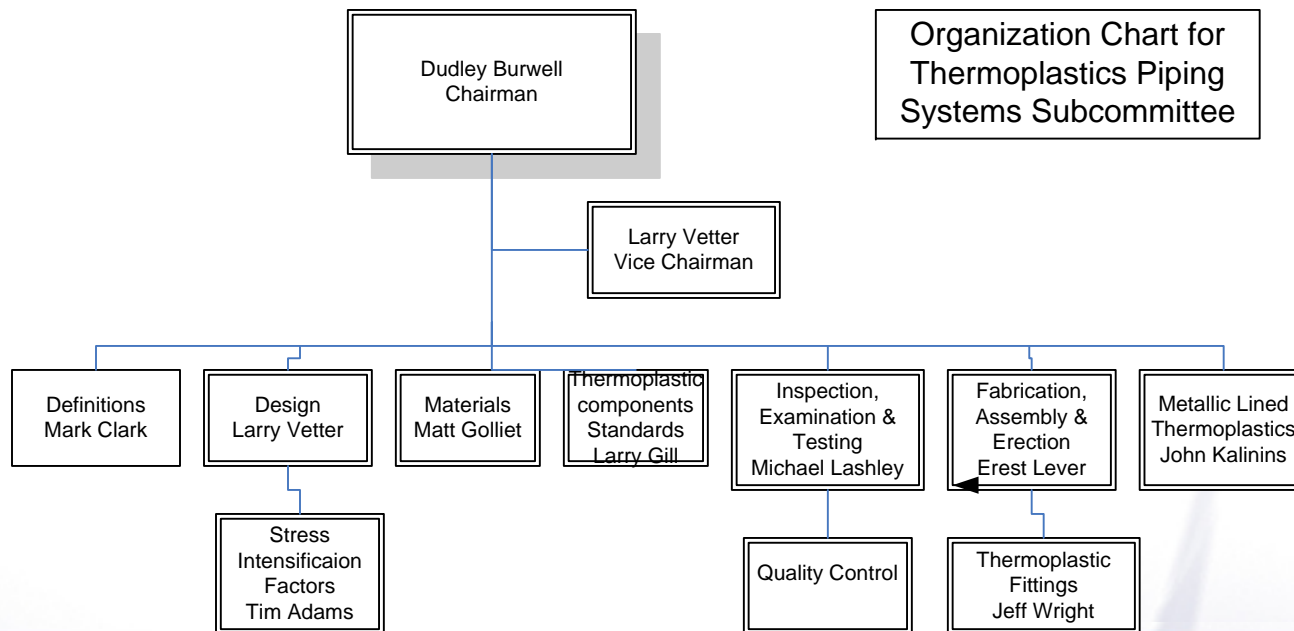 Dudley Burwell
Chairman
Organization Chart for
Thermoplastics Piping
Systems Subcommittee
Larry Vetter
Vice Chairman
Definitions
Mark Clark
Design
Larry Vetter
Materials
Matt Golliet
Thermoplastic
components
Standards
Larry Gill
Inspection,
Examination &
Testing
Michael Lashley
Fabrication,
Assembly &
Erection
Erest Lever
Metallic Lined
Thermoplastics
John Kalinins
Stress
Intensificaion
Factors
Tim Adams
Quality Control
Thermoplastic
Fittings
Jeff Wright